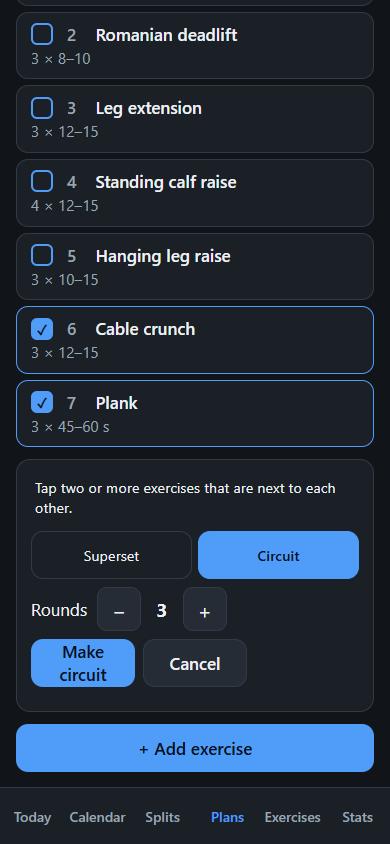 2 Romanian deadlift
3 × 8–10
3 Leg extension
3 × 12–15
4 Standing calf raise
4 × 12–15
5 Hanging leg raise
3 × 10–15
6 Cable crunch
3 × 12–15
7 Plank
3 × 45–60 s
Tap two or more exercises that are next to each
other.
Superset Circuit
Rounds − 3 +
Make
circuit
Cancel
+ Add exercise
Today Calendar Splits Plans Exercises Stats